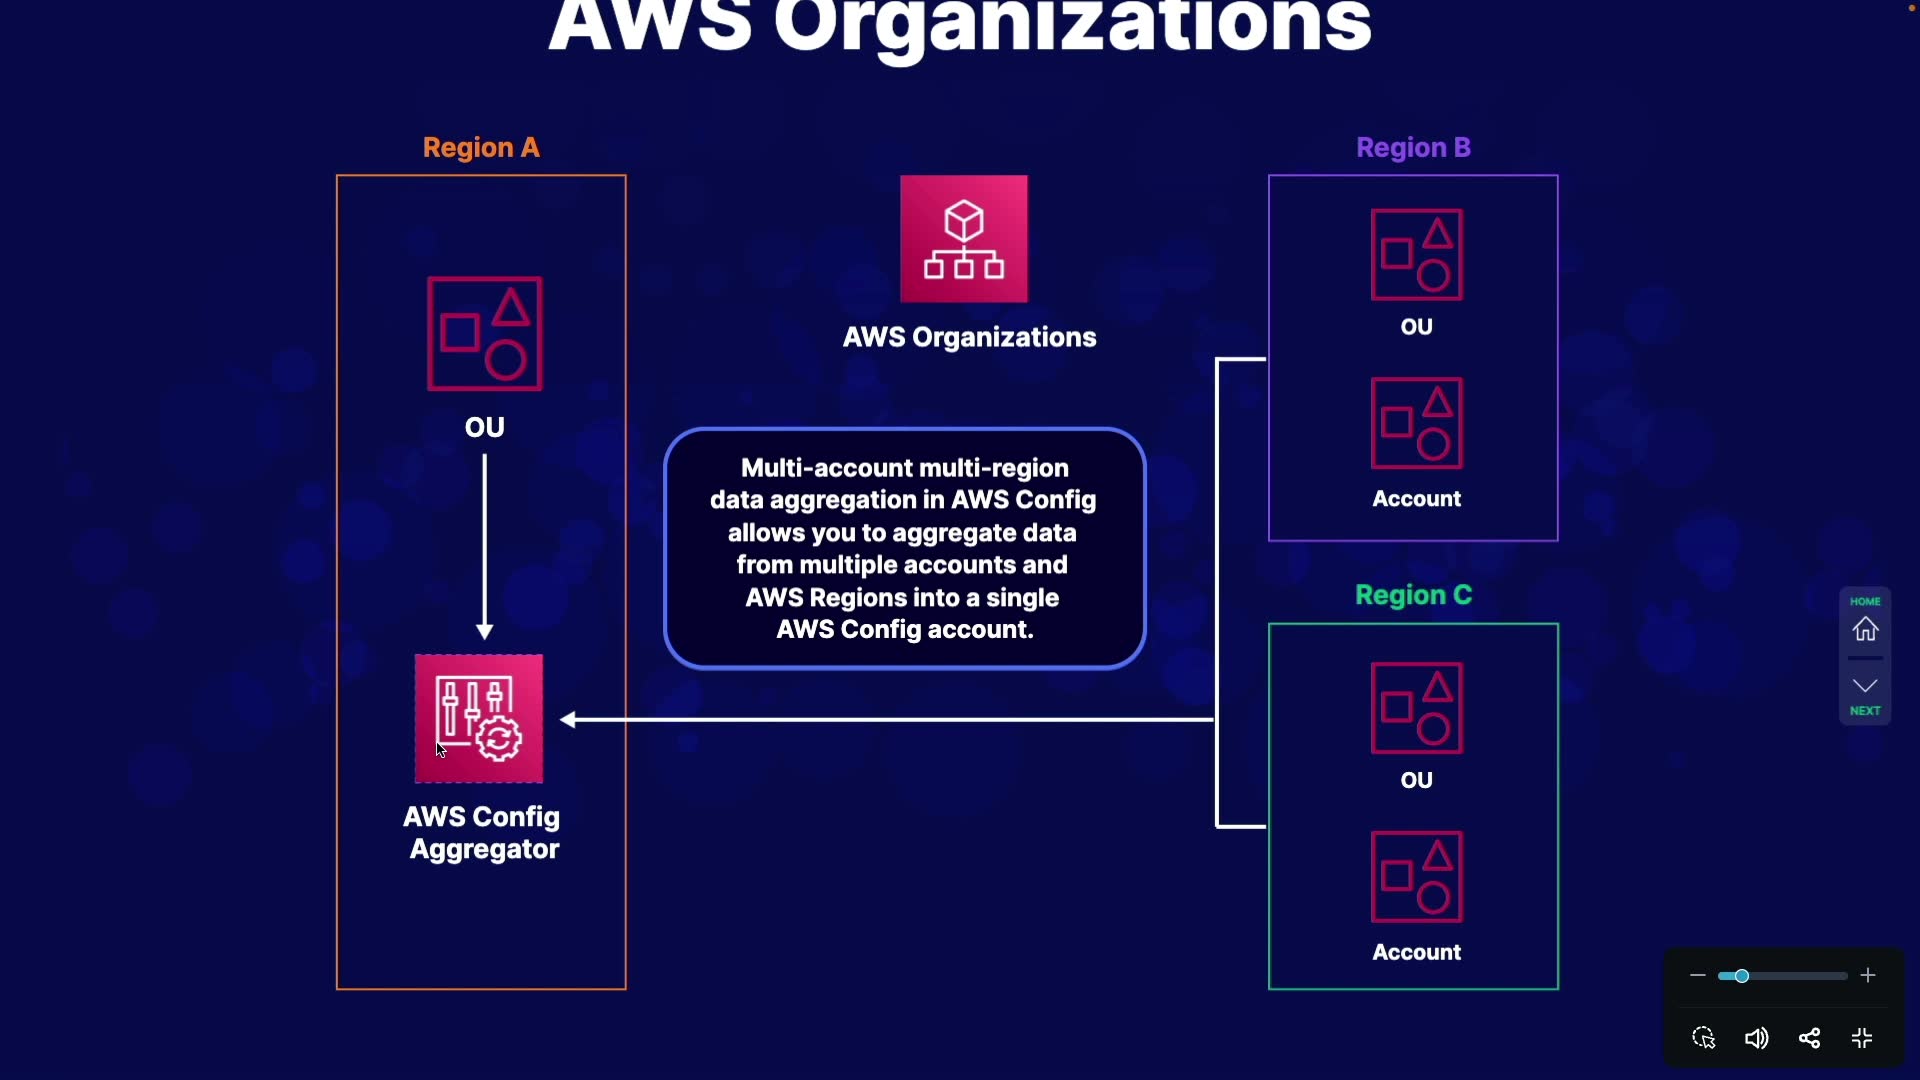 AWS Organizations
Region A
Region B
OU
AWS Organizations
OU
Account
Multi-account multi-region
data aggregation in AWS Config
allows you to aggregate data
from multiple accounts and
AWS Regions into a single
AWS Config account.
Region C
OU
Account
AWS Config
Aggregator
HOME
NEXT